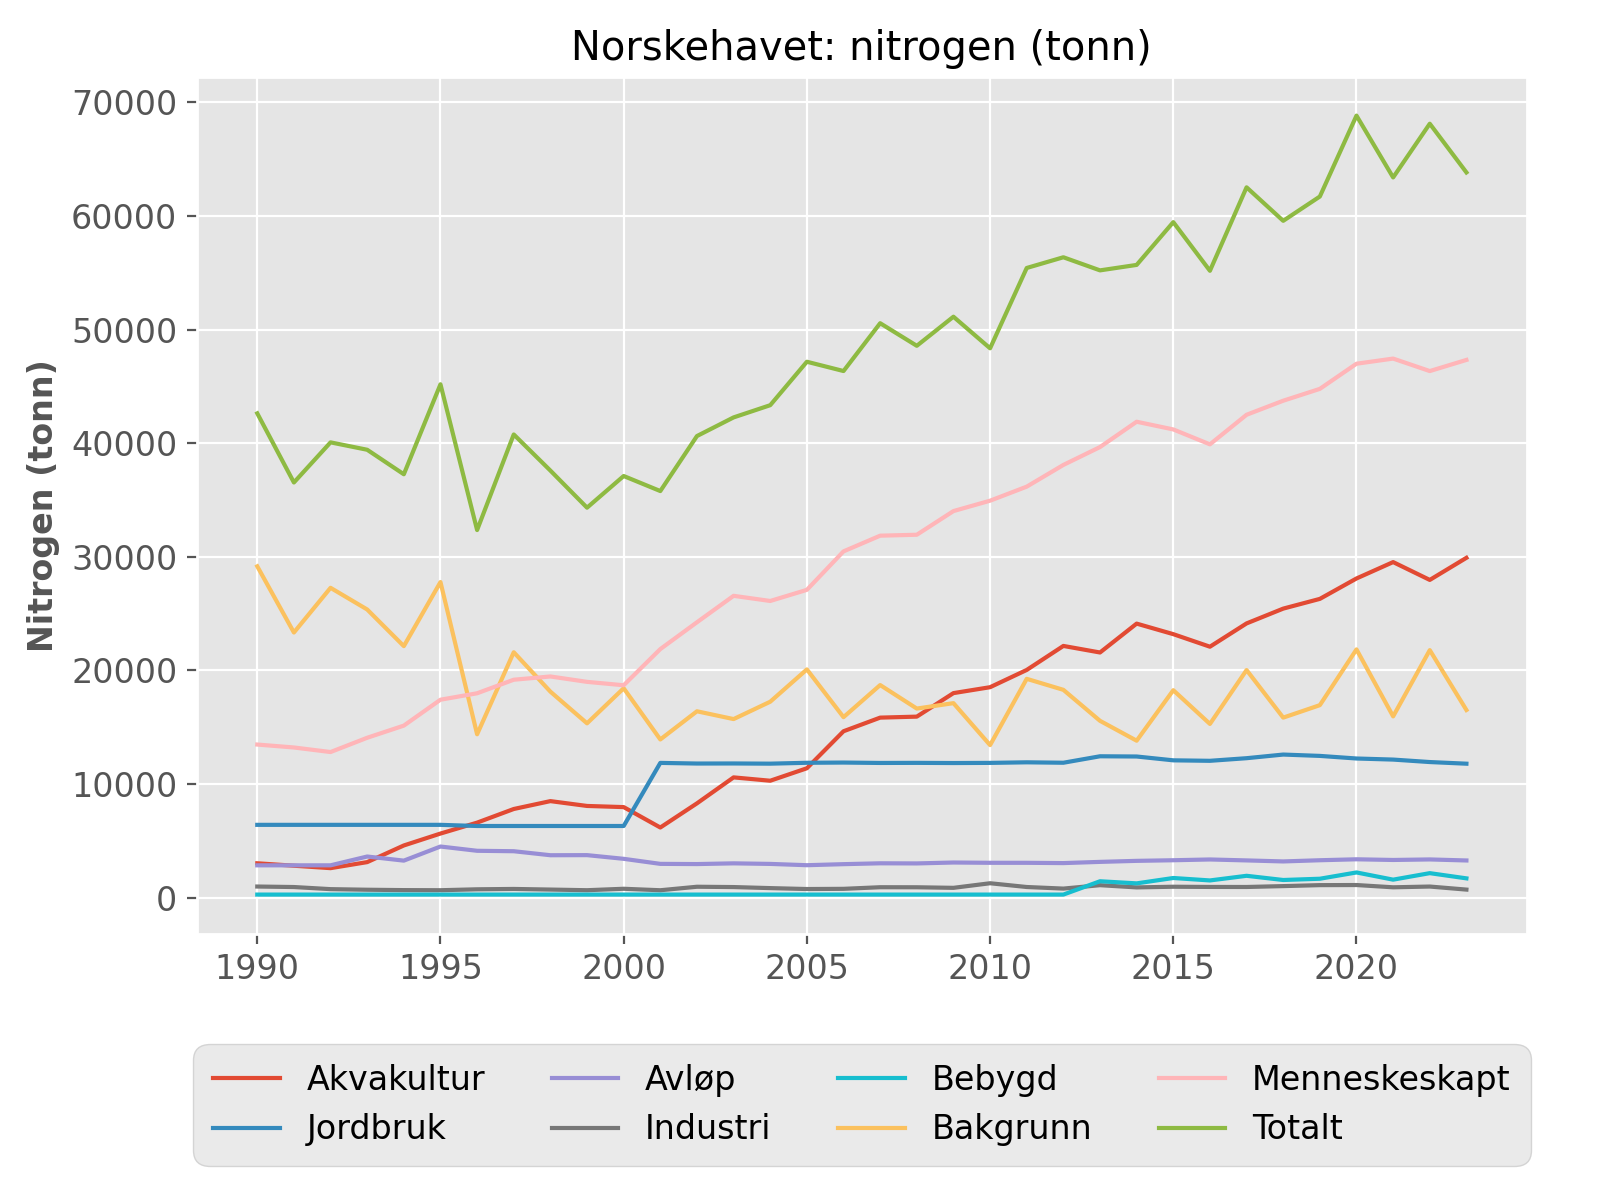 Norskehavet: nitrogen (tonn)
Nitrogen (tonn)
70000
60000
50000
40000
30000
20000
10000
0
1990 1995 2000 2005 2010 2015 2020
Akvakultur Avløp Bebygd Menneskeskapt
Jordbruk Industri Bakgrunn Totalt